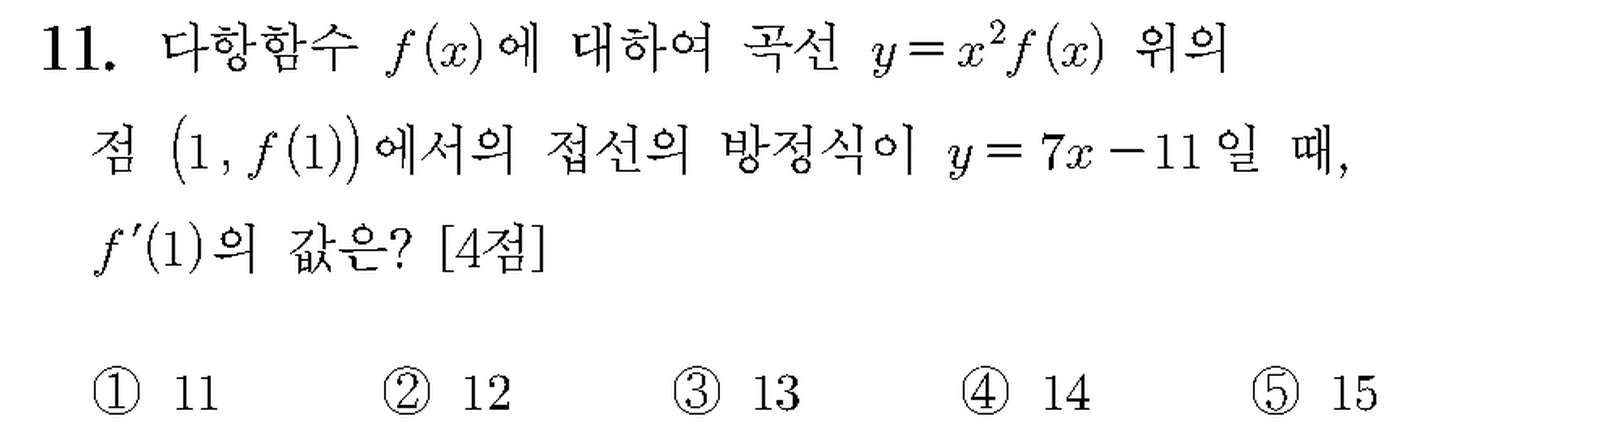 11. 다항함수 f(x)에 대하여 곡선 y=x²f(x) 위의
점 (1, f(1))에서의 접선의 방정식이 y=7x-11일 때,
f′(1)의 값은? [4점]
① 11 ② 12 ③ 13 ④ 14 ⑤ 15